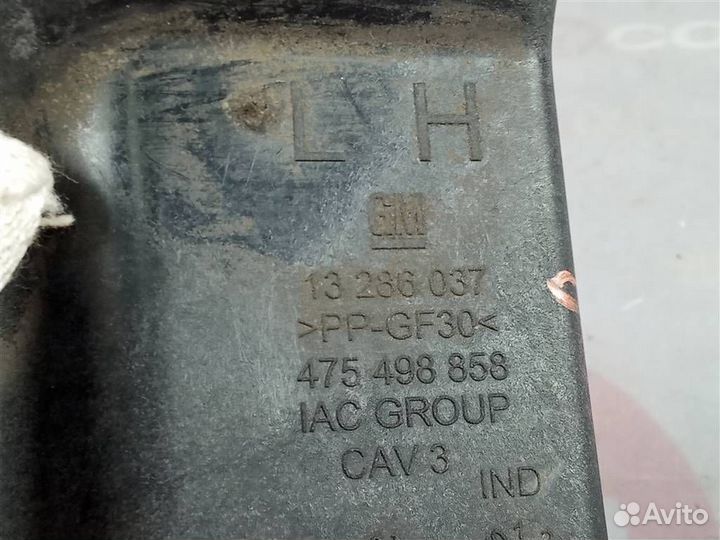 L H
GM
13 286 037
>PP-GF30<
475 498 858
IAC GROUP
CAV 3
IND
Avito